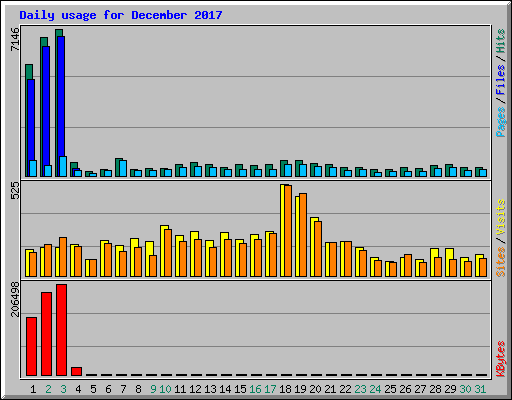 Daily usage for December 2017
7146
Pages / Files / Hits
525
Sites / Visits
206498
KBytes
1 2 3 4 5 6 7 8 9 10 11 12 13 14 15 16 17 18 19 20 21 22 23 24 25 26 27 28 29 30 31